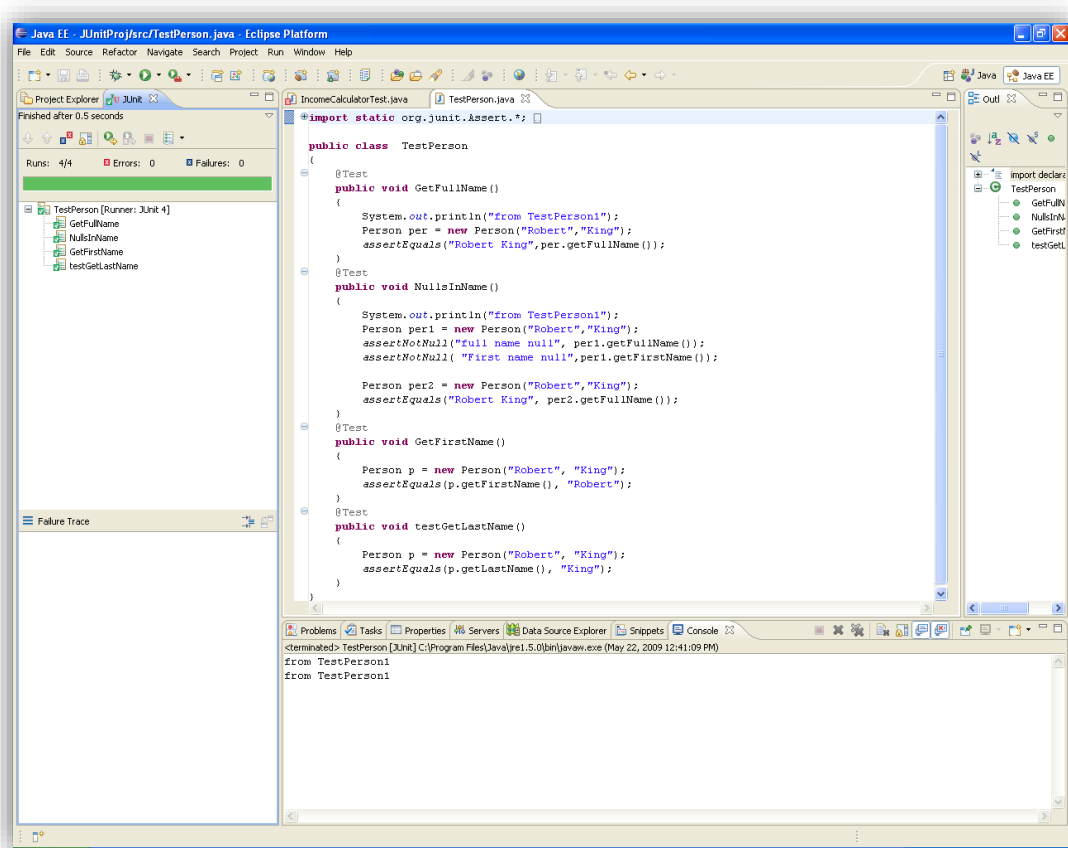 Java EE - JUnitProj/src/TestPerson.java - Eclipse Platform
File Edit Source Refactor Navigate Search Project Run Window Help
Java Java EE
Project Explorer JUnit
Finished after 0.5 seconds
Runs: 4/4 Errors: 0 Failures: 0
TestPerson [Runner: JUnit 4]
GetFullName
NullsInName
GetFirstName
testGetLastName
Failure Trace
IncomeCalculatorTest.java TestPerson.java
import static org.junit.Assert.*;
public class TestPerson
{
@Test
public void GetFullName()
{
System.out.println("from TestPerson1");
Person per = new Person("Robert","King");
assertEquals("Robert King",per.getFullName());
}
@Test
public void NullsInName()
{
System.out.println("from TestPerson1");
Person per1 = new Person("Robert","King");
assertNotNull("full name null", per1.getFullName());
assertNotNull( "First name null",per1.getFirstName());
Person per2 = new Person("Robert","King");
assertEquals("Robert King", per2.getFullName());
}
@Test
public void GetFirstName()
{
Person p = new Person("Robert", "King");
assertEquals(p.getFirstName(), "Robert");
}
@Test
public void testGetLastName()
{
Person p = new Person("Robert", "King");
assertEquals(p.getLastName(), "King");
}
}
Outl
import declara
TestPerson
GetFullN
NullsInN
GetFirst
testGetL
Problems Tasks Properties Servers Data Source Explorer Snippets Console
<terminated> TestPerson [JUnit] C:\Program Files\Java\jre1.5.0\bin\javaw.exe (May 22, 2009 12:41:09 PM)
from TestPerson1
from TestPerson1